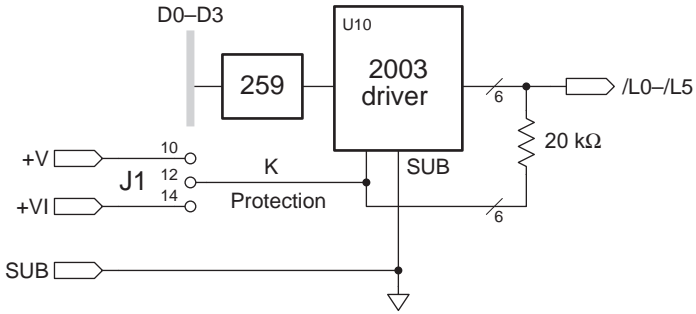 D0–D3
U10
259
2003
driver
6
/L0–/L5
20 kΩ
SUB
+V
10
J1
12
K
Protection
+VI
14
6
SUB